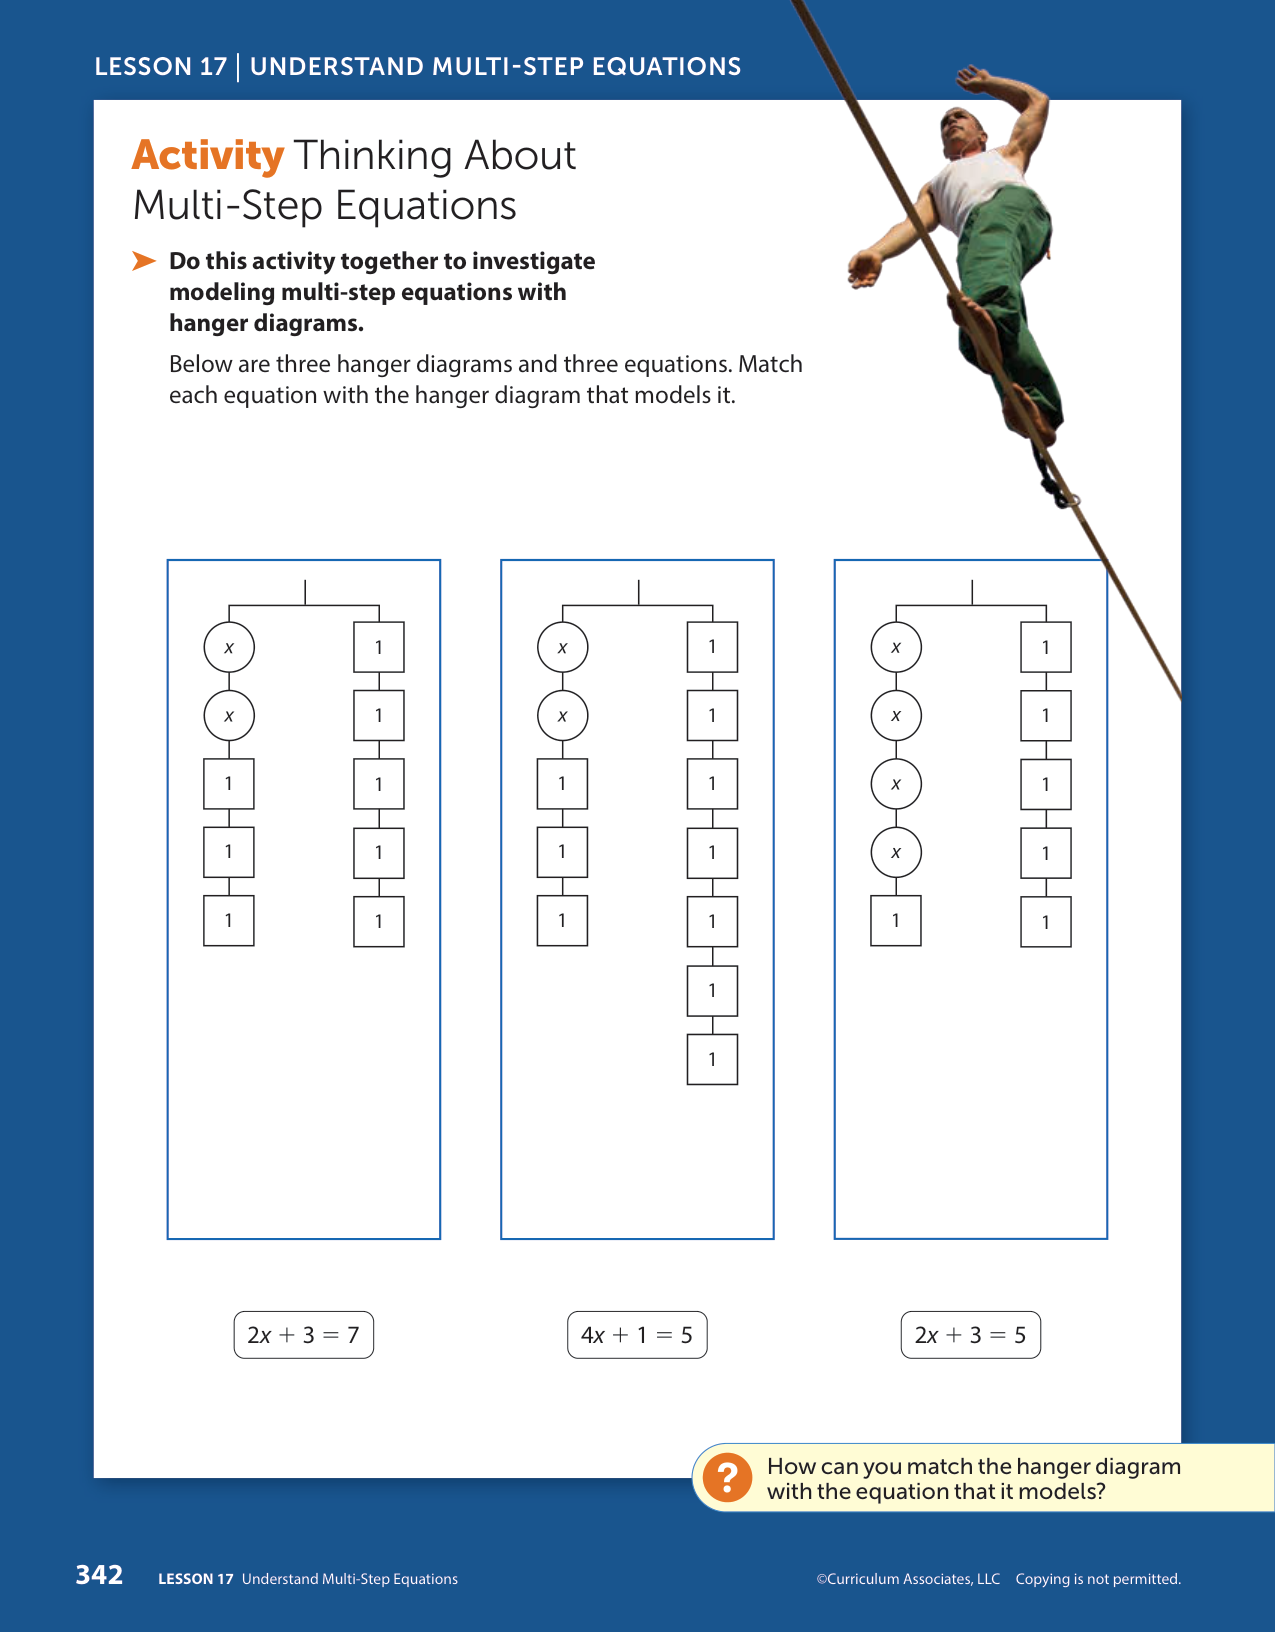 LESSON 17 | UNDERSTAND MULTI-STEP EQUATIONS
Activity Thinking About
Multi-Step Equations
➤ Do this activity together to investigate
modeling multi-step equations with
hanger diagrams.
Below are three hanger diagrams and three equations. Match
each equation with the hanger diagram that models it.
x 1
x 1
1 1
1 1
1 1
x 1
x 1
1 1
1 1
1 1
1
1
x 1
x 1
x 1
x 1
1 1
2x + 3 = 7
4x + 1 = 5
2x + 3 = 5
? How can you match the hanger diagram
with the equation that it models?
342 LESSON 17 Understand Multi-Step Equations
©Curriculum Associates, LLC Copying is not permitted.